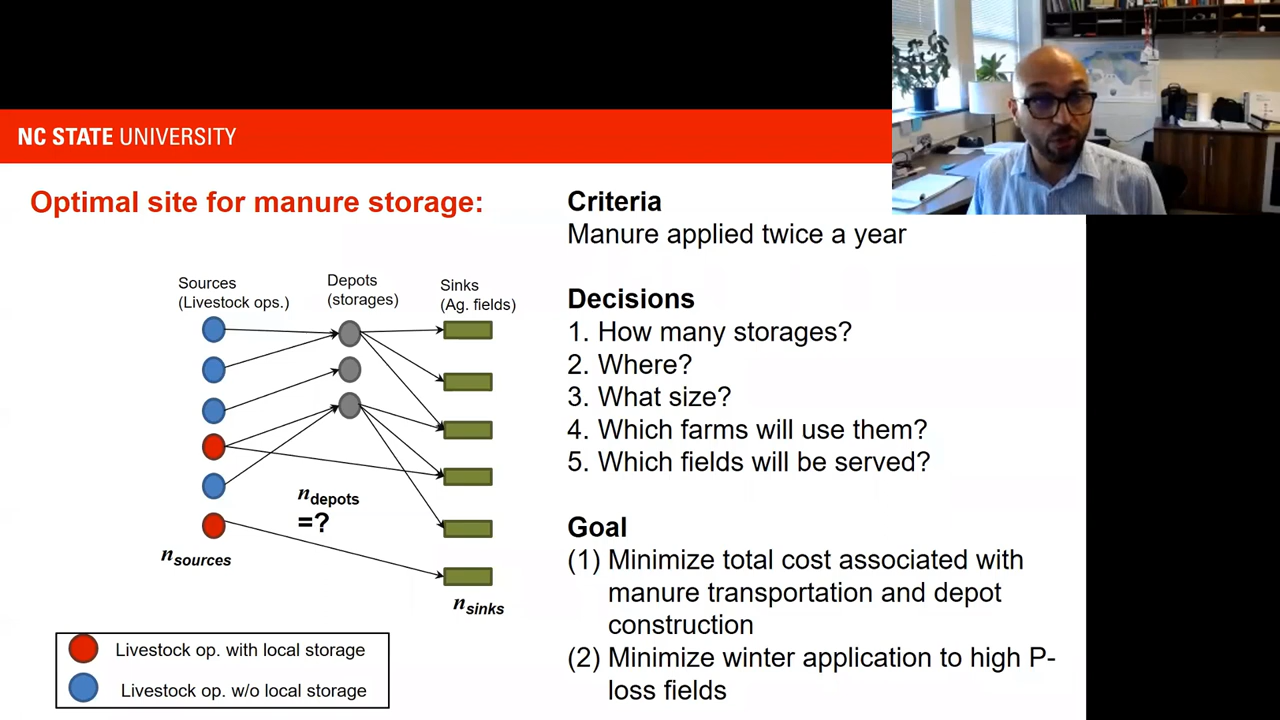 NC STATE UNIVERSITY
Optimal site for manure storage:
Sources
(Livestock ops.)
Depots
(storages)
Sinks
(Ag. fields)
n depots
=?
n sources
n sinks
Livestock op. with local storage
Livestock op. w/o local storage
Criteria
Manure applied twice a year
Decisions
1. How many storages?
2. Where?
3. What size?
4. Which farms will use them?
5. Which fields will be served?
Goal
(1) Minimize total cost associated with
manure transportation and depot
construction
(2) Minimize winter application to high P-
loss fields